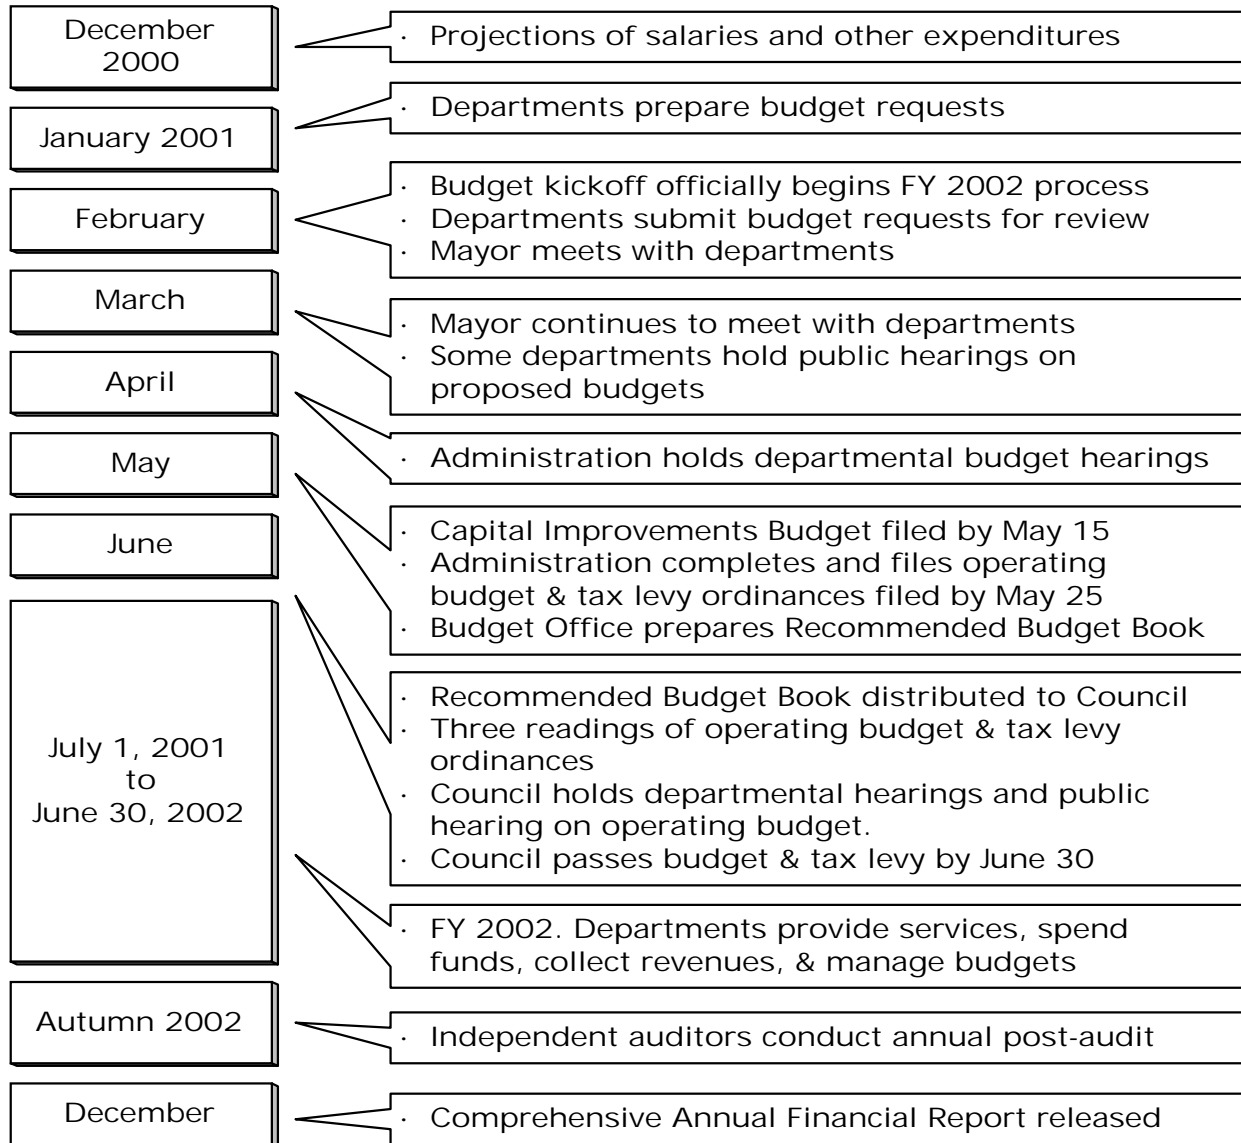 December
2000
· Projections of salaries and other expenditures
January 2001
· Departments prepare budget requests
February
· Budget kickoff officially begins FY 2002 process
· Departments submit budget requests for review
· Mayor meets with departments
March
· Mayor continues to meet with departments
· Some departments hold public hearings on
proposed budgets
April
· Administration holds departmental budget hearings
May
· Capital Improvements Budget filed by May 15
· Administration completes and files operating
budget & tax levy ordinances filed by May 25
· Budget Office prepares Recommended Budget Book
June
· Recommended Budget Book distributed to Council
· Three readings of operating budget & tax levy
ordinances
· Council holds departmental hearings and public
hearing on operating budget.
· Council passes budget & tax levy by June 30
July 1, 2001
to
June 30, 2002
· FY 2002. Departments provide services, spend
funds, collect revenues, & manage budgets
Autumn 2002
· Independent auditors conduct annual post-audit
December
· Comprehensive Annual Financial Report released